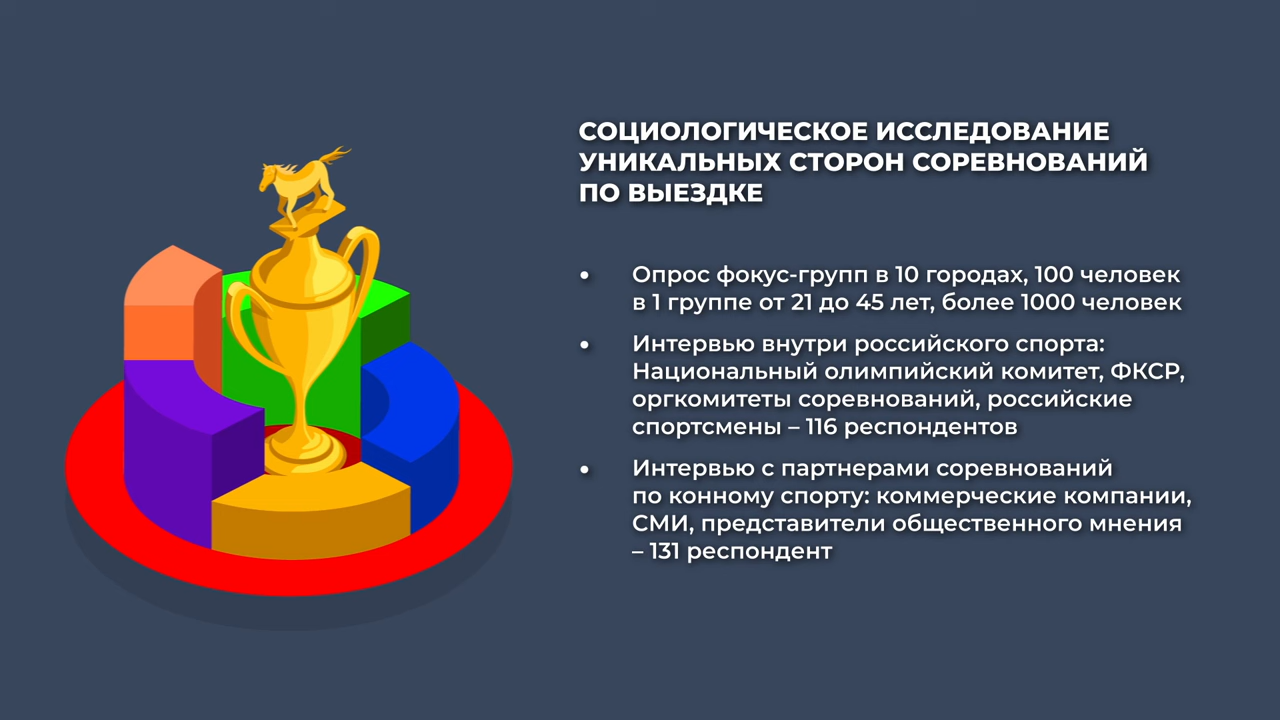 СОЦИОЛОГИЧЕСКОЕ ИССЛЕДОВАНИЕ
УНИКАЛЬНЫХ СТОРОН СОРЕВНОВАНИЙ
ПО ВЫЕЗДКЕ
• Опрос фокус-групп в 10 городах, 100 человек
в 1 группе от 21 до 45 лет, более 1000 человек
• Интервью внутри российского спорта:
Национальный олимпийский комитет, ФКСР,
оргкомитеты соревнований, российские
спортсмены – 116 респондентов
• Интервью с партнерами соревнований
по конному спорту: коммерческие компании,
СМИ, представители общественного мнения
– 131 респондент